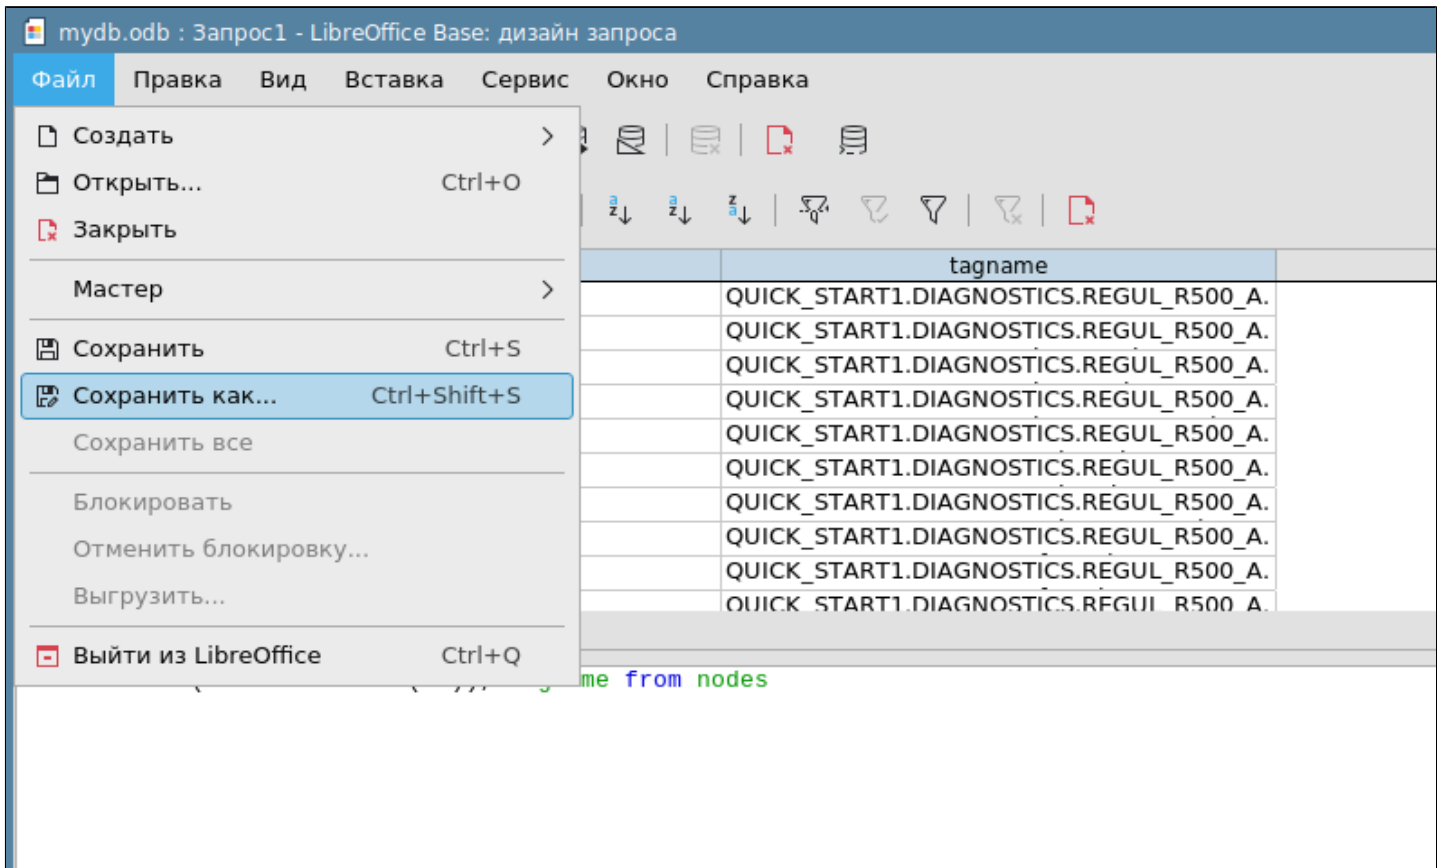 mydb.odb : Запрос1 - LibreOffice Base: дизайн запроса
Файл Правка Вид Вставка Сервис Окно Справка
Создать
Открыть... Ctrl+O
Закрыть
Мастер
Сохранить Ctrl+S
Сохранить как... Ctrl+Shift+S
Сохранить все
Блокировать
Отменить блокировку...
Выгрузить...
Выйти из LibreOffice Ctrl+Q
tagname
QUICK_START1.DIAGNOSTICS.REGUL_R500_A.
QUICK_START1.DIAGNOSTICS.REGUL_R500_A.
QUICK_START1.DIAGNOSTICS.REGUL_R500_A.
QUICK_START1.DIAGNOSTICS.REGUL_R500_A.
QUICK_START1.DIAGNOSTICS.REGUL_R500_A.
QUICK_START1.DIAGNOSTICS.REGUL_R500_A.
QUICK_START1.DIAGNOSTICS.REGUL_R500_A.
QUICK_START1.DIAGNOSTICS.REGUL_R500_A.
QUICK_START1.DIAGNOSTICS.REGUL_R500_A.
QUICK_START1.DIAGNOSTICS.REGUL_R500_A.
me from nodes